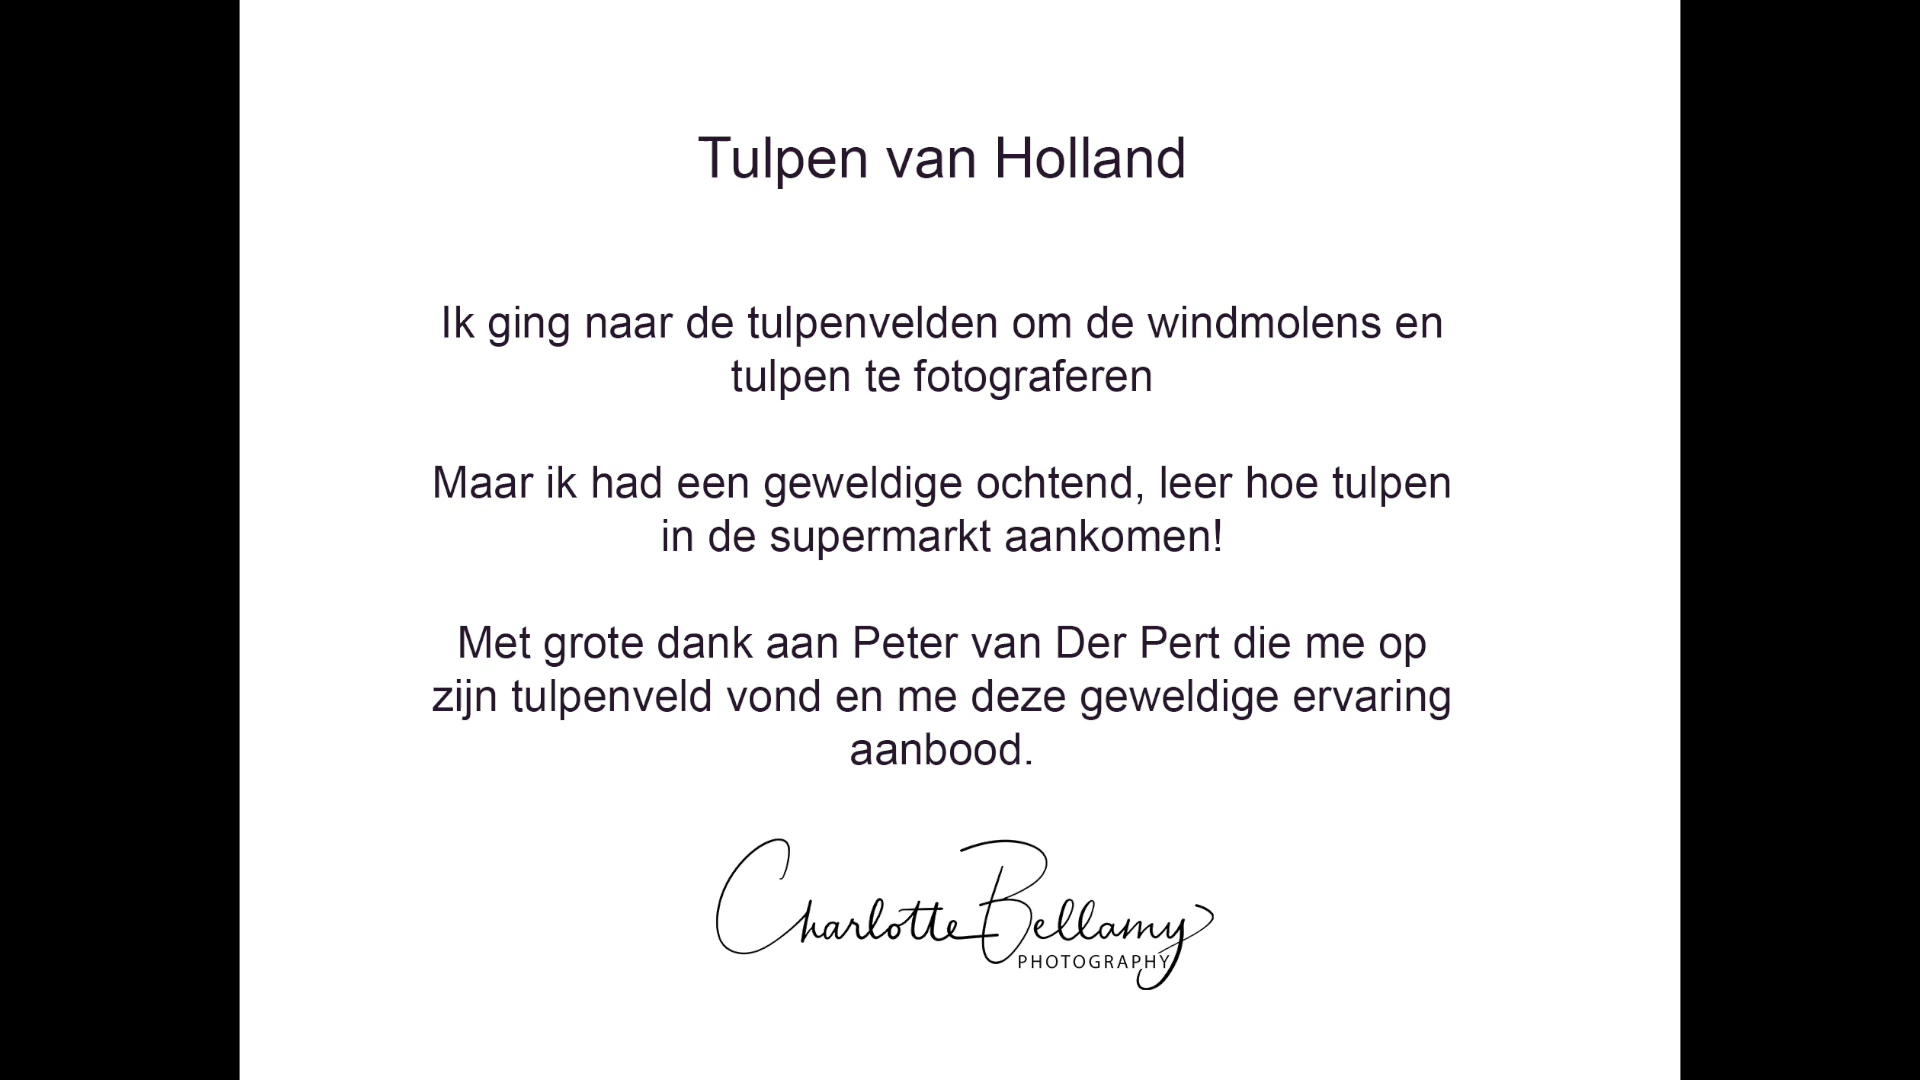 Tulpen van Holland
Ik ging naar de tulpenvelden om de windmolens en
tulpen te fotograferen
Maar ik had een geweldige ochtend, leer hoe tulpen
in de supermarkt aankomen!
Met grote dank aan Peter van Der Pert die me op
zijn tulpenveld vond en me deze geweldige ervaring
aanbood.
Charlotte Bellamy
PHOTOGRAPHY